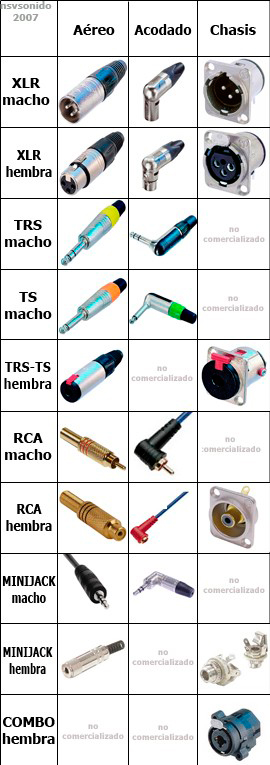 nsvsonido
2007
Aéreo Acodado Chasis
XLR
macho
XLR
hembra
TRS
macho
no
comercializado
TS
macho
no
comercializado
TRS-TS
hembra
no
comercializado
RCA
macho
no
comercializado
RCA
hembra
MINIJACK
macho
no
comercializado
MINIJACK
hembra
no
comercializado
COMBO
hembra
no
comercializado
no
comercializado